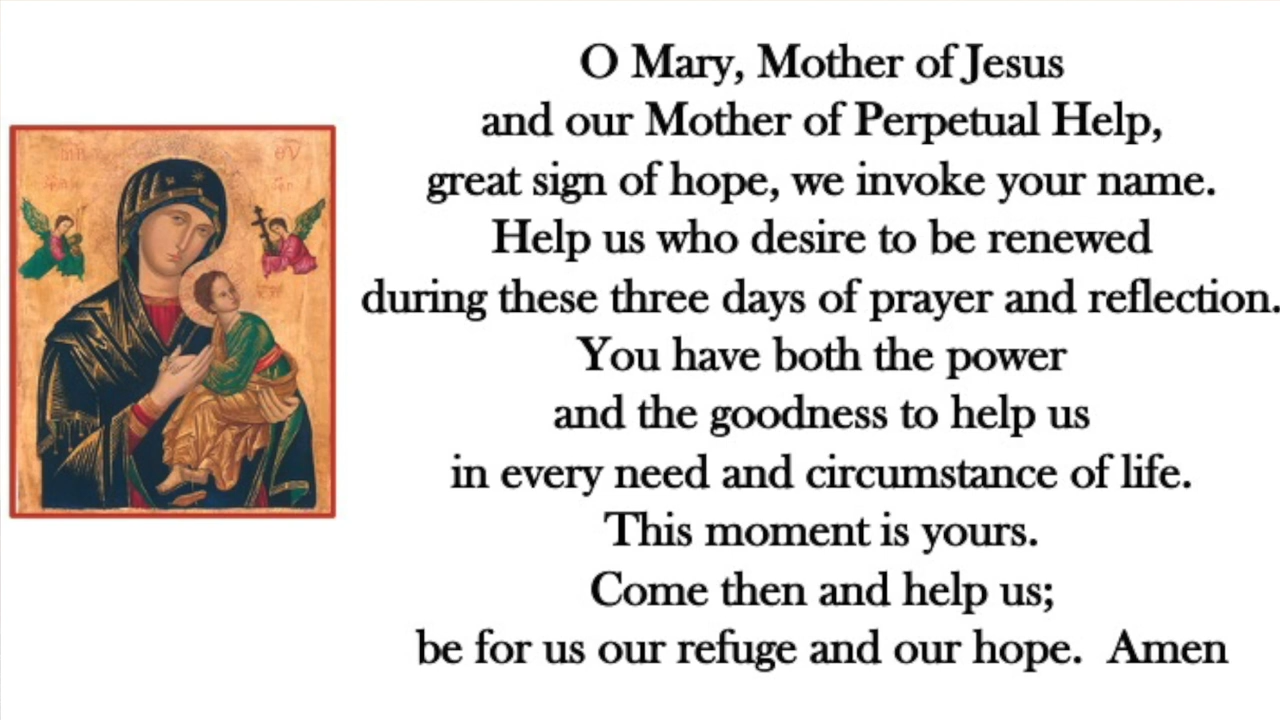 O Mary, Mother of Jesus
and our Mother of Perpetual Help,
great sign of hope, we invoke your name.
Help us who desire to be renewed
during these three days of prayer and reflection.
You have both the power
and the goodness to help us
in every need and circumstance of life.
This moment is yours.
Come then and help us;
be for us our refuge and our hope.  Amen